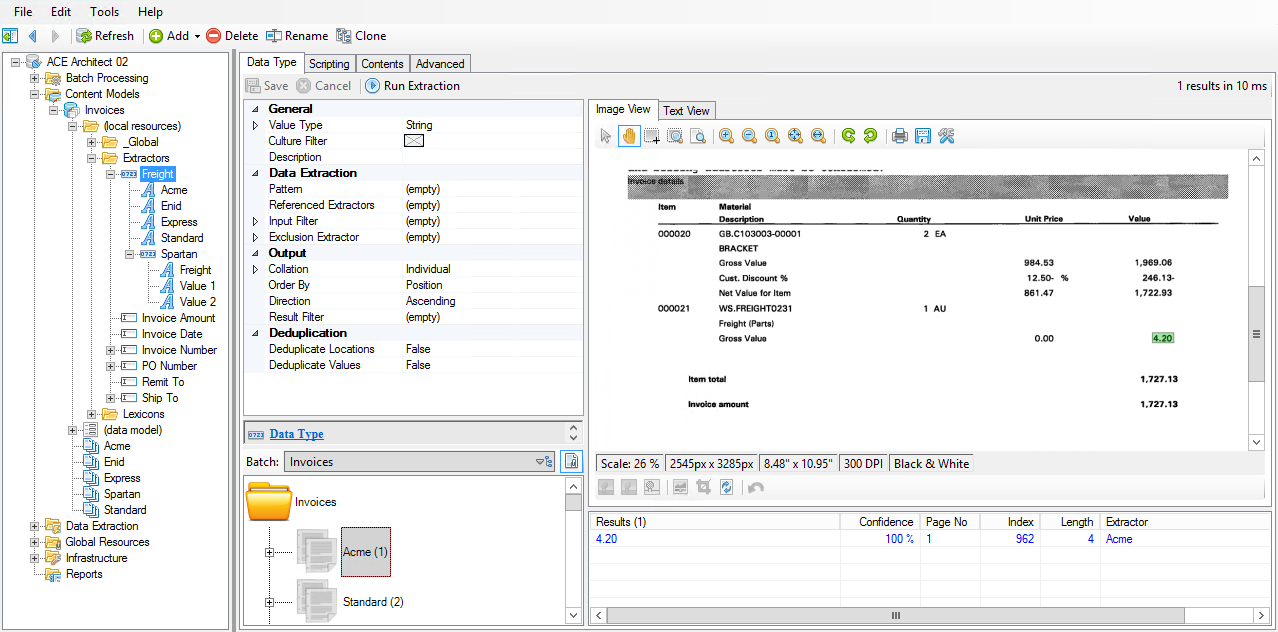 File Edit Tools Help
Refresh Add Delete Rename Clone
ACE Architect 02
Batch Processing
Content Models
Invoices
(local resources)
_Global
Extractors
Freight
Acme
Enid
Express
Standard
Spartan
Freight
Value 1
Value 2
Invoice Amount
Invoice Date
Invoice Number
PO Number
Remit To
Ship To
Lexicons
(data model)
Acme
Enid
Express
Spartan
Standard
Data Extraction
Global Resources
Infrastructure
Reports
Data Type Scripting Contents Advanced
Save Cancel Run Extraction 1 results in 10 ms
General
Value Type String
Culture Filter
Description
Data Extraction
Pattern (empty)
Referenced Extractors (empty)
Input Filter (empty)
Exclusion Extractor (empty)
Output
Collation Individual
Order By Position
Direction Ascending
Result Filter (empty)
Deduplication
Deduplicate Locations False
Deduplicate Values False
Data Type
Batch: Invoices
Invoices
Acme (1)
Standard (2)
Image View Text View
Invoice details
Item Material
Description Quantity Unit Price Value
000020 GB.C103003-00001 2 EA
BRACKET
Gross Value 984.53 1,969.06
Cust. Discount % 12.50- % 246.13-
Net Value for Item 861.47 1,722.93
000021 WS.FREIGHT0231 1 AU
Freight (Parts)
Gross Value 0.00 4.20
Item total 1,727.13
Invoice amount 1,727.13
Scale: 26 % 2545px x 3285px 8.48" x 10.95" 300 DPI Black & White
Results (1) Confidence Page No Index Length Extractor
4.20 100 % 1 962 4 Acme